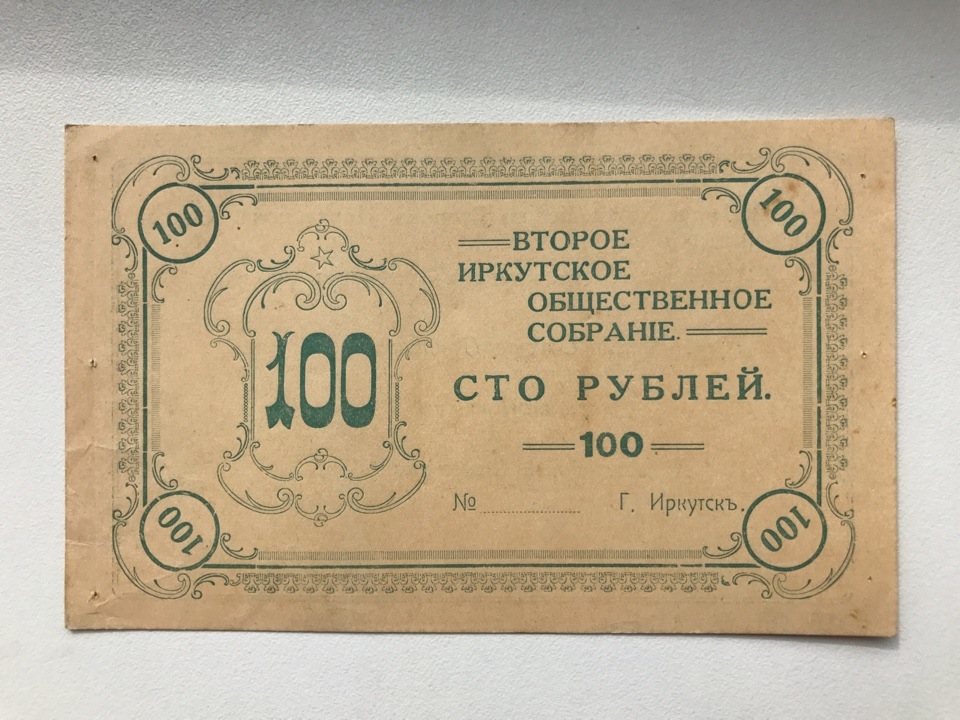 100
100
ВТОРОЕ
ИРКУТСКОЕ
ОБЩЕСТВЕННОЕ
СОБРАНІЕ.
100
СТО РУБЛЕЙ.
100
№ Г. Иркутскъ.
100
100